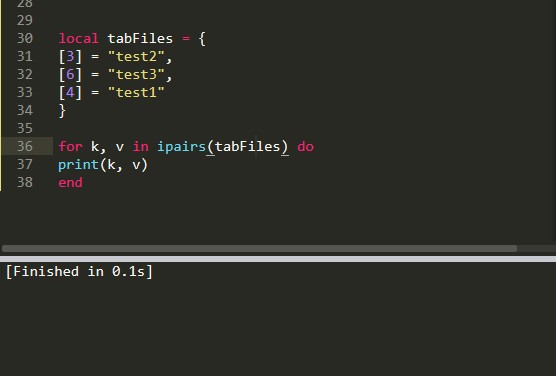 28
29
30 local tabFiles = {
31 [3] = "test2",
32 [6] = "test3",
33 [4] = "test1"
34 }
35
36 for k, v in ipairs(tabFiles) do
37 print(k, v)
38 end
[Finished in 0.1s]